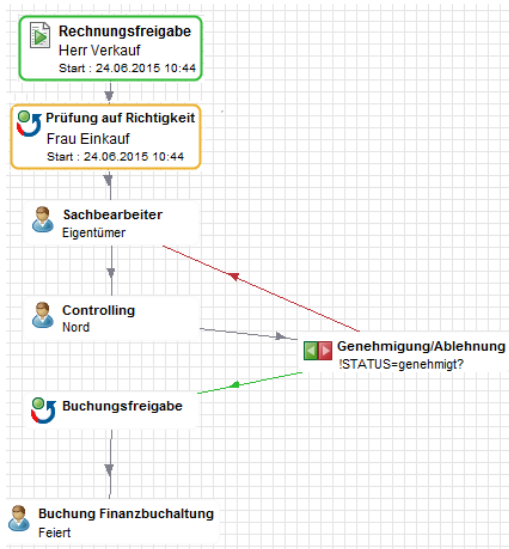 Rechnungsfreigabe
Herr Verkauf
Start : 24.06.2015 10:44
Prüfung auf Richtigkeit
Frau Einkauf
Start : 24.06.2015 10:44
Sachbearbeiter
Eigentümer
Controlling
Nord
Genehmigung/Ablehnung
!STATUS=genehmigt?
Buchungsfreigabe
Buchung Finanzbuchaltung
Feiert